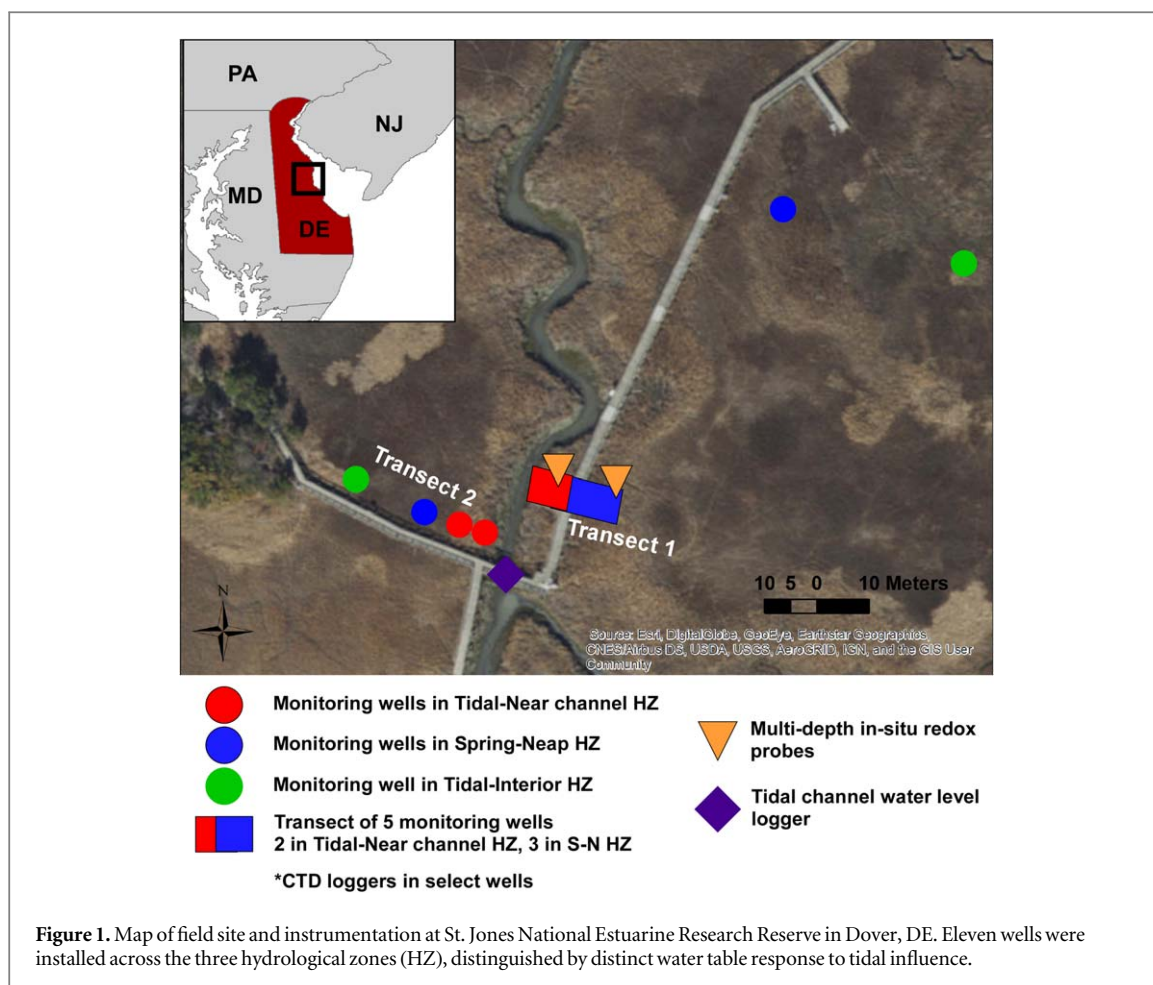 PA
NJ
MD
DE
Transect 2
Transect 1
N
10 5 0 10 Meters
Source: Esri, DigitalGlobe, GeoEye, Earthstar Geographics,
CNES/Airbus DS, USDA, USGS, AeroGRID, IGN, and the GIS User
Community
Monitoring wells in Tidal-Near channel HZ
Monitoring wells in Spring-Neap HZ
Monitoring well in Tidal-Interior HZ
Transect of 5 monitoring wells
2 in Tidal-Near channel HZ, 3 in S-N HZ
*CTD loggers in select wells
Multi-depth in-situ redox
probes
Tidal channel water level
logger
Figure 1. Map of field site and instrumentation at St. Jones National Estuarine Research Reserve in Dover, DE. Eleven wells were
installed across the three hydrological zones (HZ), distinguished by distinct water table response to tidal influence.